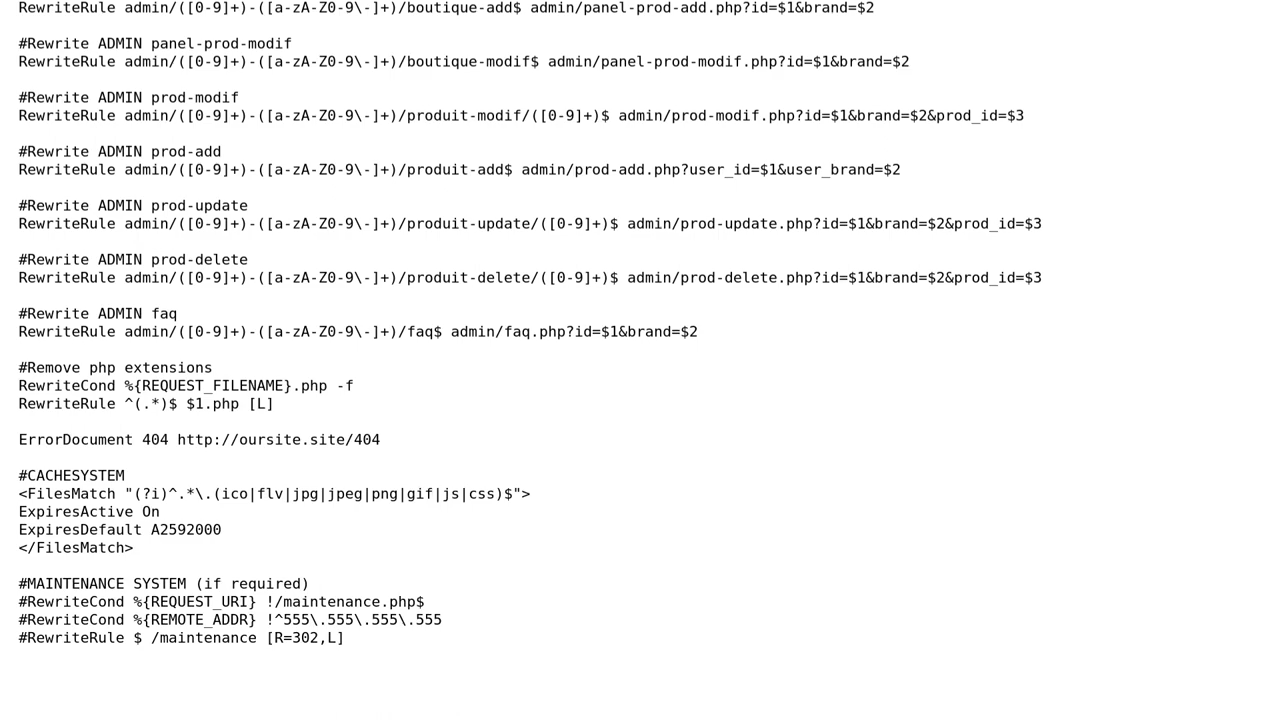 RewriteRule admin/([0-9]+)-([a-zA-Z0-9\-]+)/boutique-add$ admin/panel-prod-add.php?id=$1&brand=$2
#Rewrite ADMIN panel-prod-modif
RewriteRule admin/([0-9]+)-([a-zA-Z0-9\-]+)/boutique-modif$ admin/panel-prod-modif.php?id=$1&brand=$2
#Rewrite ADMIN prod-modif
RewriteRule admin/([0-9]+)-([a-zA-Z0-9\-]+)/produit-modif/([0-9]+)$ admin/prod-modif.php?id=$1&brand=$2&prod_id=$3
#Rewrite ADMIN prod-add
RewriteRule admin/([0-9]+)-([a-zA-Z0-9\-]+)/produit-add$ admin/prod-add.php?user_id=$1&user_brand=$2
#Rewrite ADMIN prod-update
RewriteRule admin/([0-9]+)-([a-zA-Z0-9\-]+)/produit-update/([0-9]+)$ admin/prod-update.php?id=$1&brand=$2&prod_id=$3
#Rewrite ADMIN prod-delete
RewriteRule admin/([0-9]+)-([a-zA-Z0-9\-]+)/produit-delete/([0-9]+)$ admin/prod-delete.php?id=$1&brand=$2&prod_id=$3
#Rewrite ADMIN faq
RewriteRule admin/([0-9]+)-([a-zA-Z0-9\-]+)/faq$ admin/faq.php?id=$1&brand=$2
#Remove php extensions
RewriteCond %{REQUEST_FILENAME}.php -f
RewriteRule ^(.*)$ $1.php [L]
ErrorDocument 404 http://oursite.site/404
#CACHESYSTEM
<FilesMatch "(?i)^.*\.(ico|flv|jpg|jpeg|png|gif|js|css)$">
ExpiresActive On
ExpiresDefault A2592000
</FilesMatch>
#MAINTENANCE SYSTEM (if required)
#RewriteCond %{REQUEST_URI} !/maintenance.php$
#RewriteCond %{REMOTE_ADDR} !^555\.555\.555\.555
#RewriteRule $ /maintenance [R=302,L]